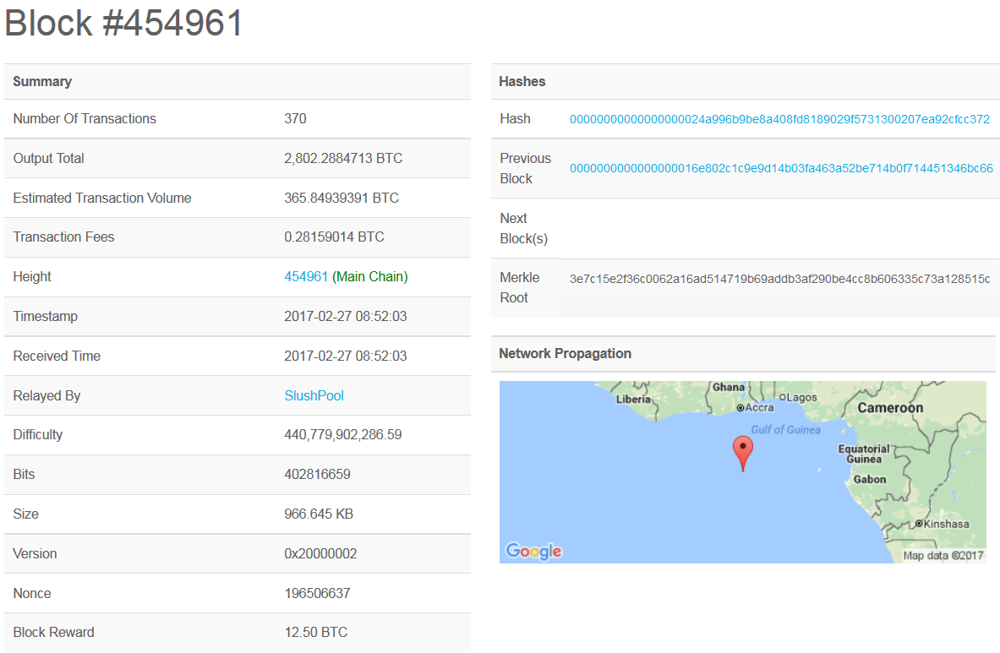 Block #454961
Summary
Number Of Transactions 370
Output Total 2,802.2884713 BTC
Estimated Transaction Volume 365.84939391 BTC
Transaction Fees 0.28159014 BTC
Height 454961 (Main Chain)
Timestamp 2017-02-27 08:52:03
Received Time 2017-02-27 08:52:03
Relayed By SlushPool
Difficulty 440,779,902,286.59
Bits 402816659
Size 966.645 KB
Version 0x20000002
Nonce 196506637
Block Reward 12.50 BTC
Hashes
Hash 00000000000000000024a996b9be8a408fd8189029f5731300207ea92cfcc372
Previous
Block
0000000000000000016e802c1c9e9d14b03fa463a52be714b0f714451346bc66
Next
Block(s)
Merkle
Root
3e7c15e2f36c0062a16ad514719b69addb3af290be4cc8b606335c73a128515c
Network Propagation
Ghana
Liberia
Lagos
Accra
Cameroon
Gulf of Guinea
Equatorial
Guinea
Gabon
Kinshasa
Google
Map data ©2017